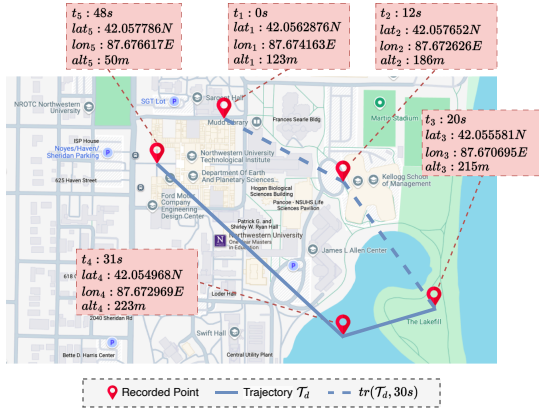 t₅ : 48s
lat₅ : 42.057786N
lon₅ : 87.676617E
alt₅ : 50m
t₁ : 0s
lat₁ : 42.0562876N
lon₁ : 87.674163E
alt₁ : 123m
t₂ : 12s
lat₂ : 42.057652N
lon₂ : 87.672626E
alt₂ : 186m
t₃ : 20s
lat₃ : 42.055581N
lon₃ : 87.670695E
alt₃ : 215m
NROTC Northwestern
University
SGT Lot
P
Sargent Hall
Mudd Library
Frances Searle Bldg
Martin Stadium
ISP House
Noyes/Haven/
Sheridan Parking
P
625 Haven Street
Northwestern University
Technological Institute
Department Of Earth
And Planetary Sciences...
Kellogg School
of Management
Ford Motor
Company
Engineering
Design Center
Hogan Biological
Sciences Building
Pancoe - NSUHS Life
Sciences Pavilion
Patrick G. and
Shirley W. Ryan Hall
N
Northwestern University
One Year Masters
in Education
James L Allen Center
P
t₄ : 31s
lat₄ : 42.054968N
lon₄ : 87.672969E
alt₄ : 223m
618
2040 Sheridan Rd
Loder Hall
Swift Hall
The Lakefill
Bette D. Harris Center
Central Utility Plant
Recorded Point
Trajectory 𝒯d
tr(𝒯d, 30s)